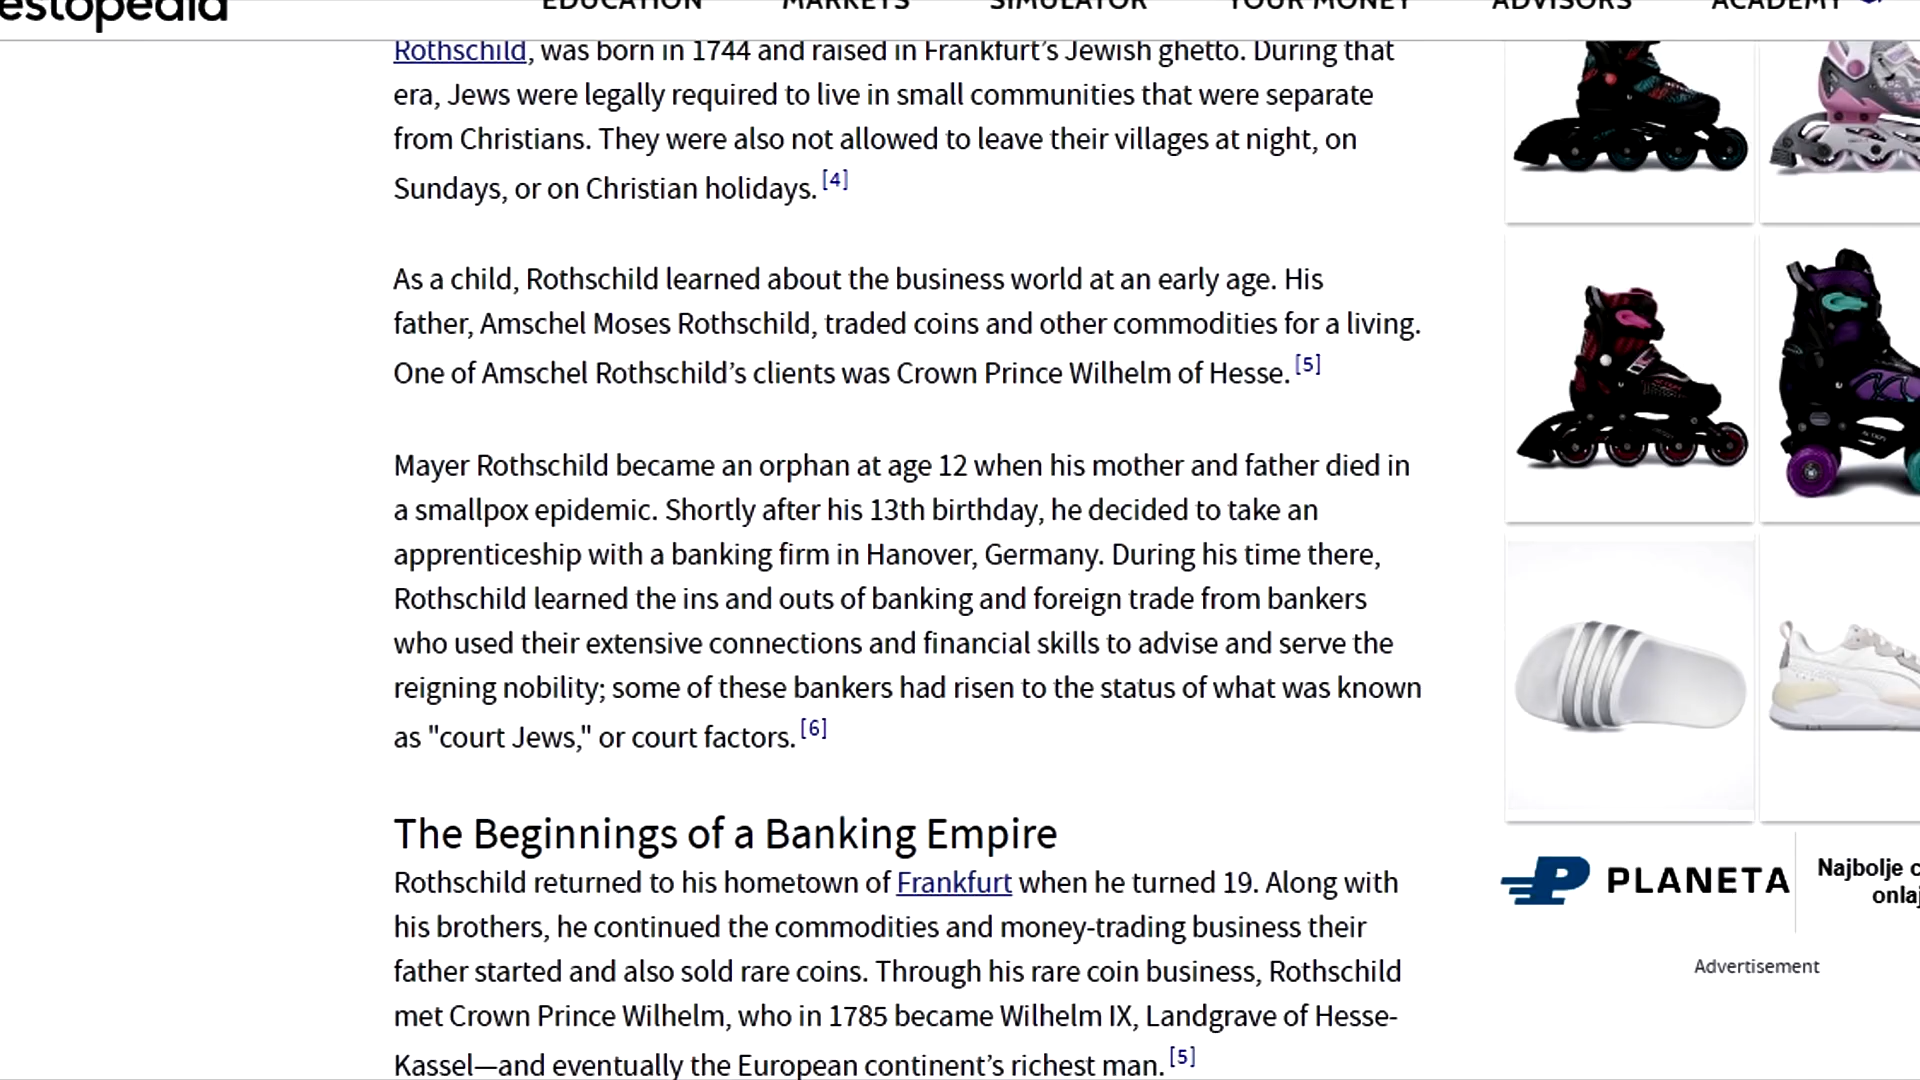 estopedia
EDUCATION MARKETS SIMULATOR YOUR MONEY ADVISORS ACADEMY
Rothschild, was born in 1744 and raised in Frankfurt’s Jewish ghetto. During that
era, Jews were legally required to live in small communities that were separate
from Christians. They were also not allowed to leave their villages at night, on
Sundays, or on Christian holidays. [4]
As a child, Rothschild learned about the business world at an early age. His
father, Amschel Moses Rothschild, traded coins and other commodities for a living.
One of Amschel Rothschild’s clients was Crown Prince Wilhelm of Hesse. [5]
Mayer Rothschild became an orphan at age 12 when his mother and father died in
a smallpox epidemic. Shortly after his 13th birthday, he decided to take an
apprenticeship with a banking firm in Hanover, Germany. During his time there,
Rothschild learned the ins and outs of banking and foreign trade from bankers
who used their extensive connections and financial skills to advise and serve the
reigning nobility; some of these bankers had risen to the status of what was known
as "court Jews," or court factors. [6]
The Beginnings of a Banking Empire
Rothschild returned to his hometown of Frankfurt when he turned 19. Along with
his brothers, he continued the commodities and money-trading business their
father started and also sold rare coins. Through his rare coin business, Rothschild
met Crown Prince Wilhelm, who in 1785 became Wilhelm IX, Landgrave of Hesse-
Kassel—and eventually the European continent’s richest man. [5]
PLANETA
Najbolje c
onlaj
Advertisement